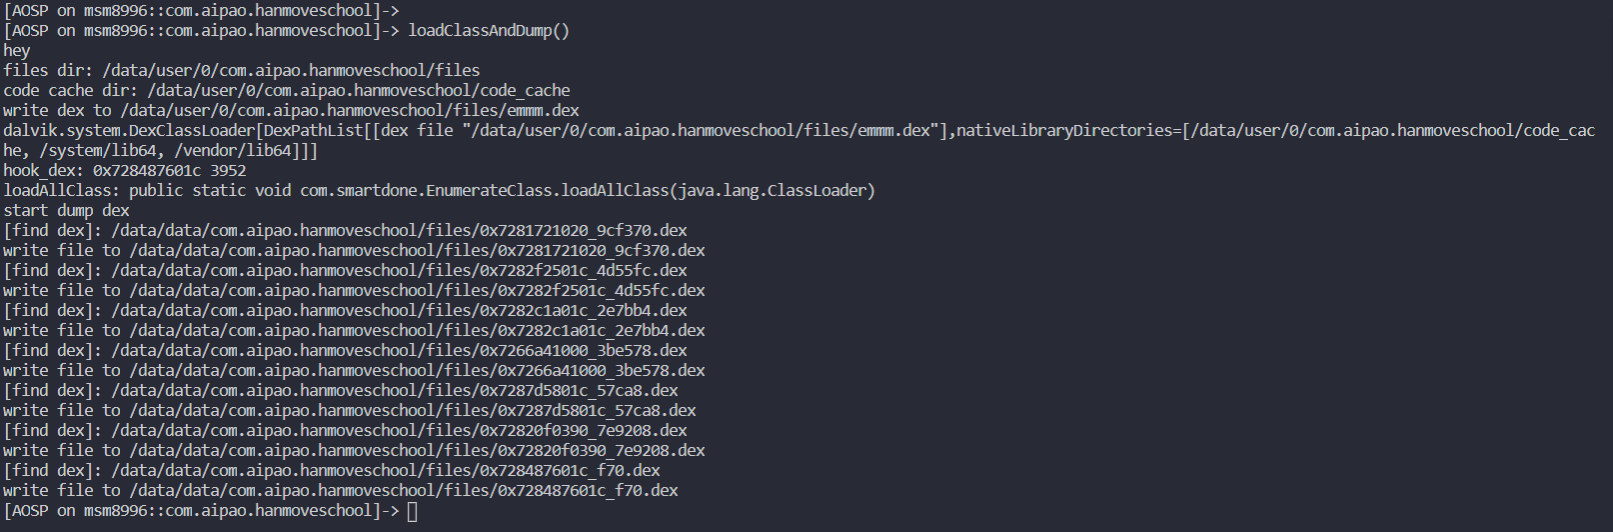 [AOSP on msm8996::com.aipao.hanmoveschool]->
[AOSP on msm8996::com.aipao.hanmoveschool]-> loadClassAndDump()
hey
files dir: /data/user/0/com.aipao.hanmoveschool/files
code cache dir: /data/user/0/com.aipao.hanmoveschool/code_cache
write dex to /data/user/0/com.aipao.hanmoveschool/files/emmm.dex
dalvik.system.DexClassLoader[DexPathList[[dex file "/data/user/0/com.aipao.hanmoveschool/files/emmm.dex"],nativeLibraryDirectories=[/data/user/0/com.aipao.hanmoveschool/code_cac
he, /system/lib64, /vendor/lib64]]]
hook_dex: 0x728487601c 3952
loadAllClass: public static void com.smartdone.EnumerateClass.loadAllClass(java.lang.ClassLoader)
start dump dex
[find dex]: /data/data/com.aipao.hanmoveschool/files/0x7281721020_9cf370.dex
write file to /data/data/com.aipao.hanmoveschool/files/0x7281721020_9cf370.dex
[find dex]: /data/data/com.aipao.hanmoveschool/files/0x7282f2501c_4d55fc.dex
write file to /data/data/com.aipao.hanmoveschool/files/0x7282f2501c_4d55fc.dex
[find dex]: /data/data/com.aipao.hanmoveschool/files/0x7282c1a01c_2e7bb4.dex
write file to /data/data/com.aipao.hanmoveschool/files/0x7282c1a01c_2e7bb4.dex
[find dex]: /data/data/com.aipao.hanmoveschool/files/0x7266a41000_3be578.dex
write file to /data/data/com.aipao.hanmoveschool/files/0x7266a41000_3be578.dex
[find dex]: /data/data/com.aipao.hanmoveschool/files/0x7287d5801c_57ca8.dex
write file to /data/data/com.aipao.hanmoveschool/files/0x7287d5801c_57ca8.dex
[find dex]: /data/data/com.aipao.hanmoveschool/files/0x72820f0390_7e9208.dex
write file to /data/data/com.aipao.hanmoveschool/files/0x72820f0390_7e9208.dex
[find dex]: /data/data/com.aipao.hanmoveschool/files/0x728487601c_f70.dex
write file to /data/data/com.aipao.hanmoveschool/files/0x728487601c_f70.dex
[AOSP on msm8996::com.aipao.hanmoveschool]->